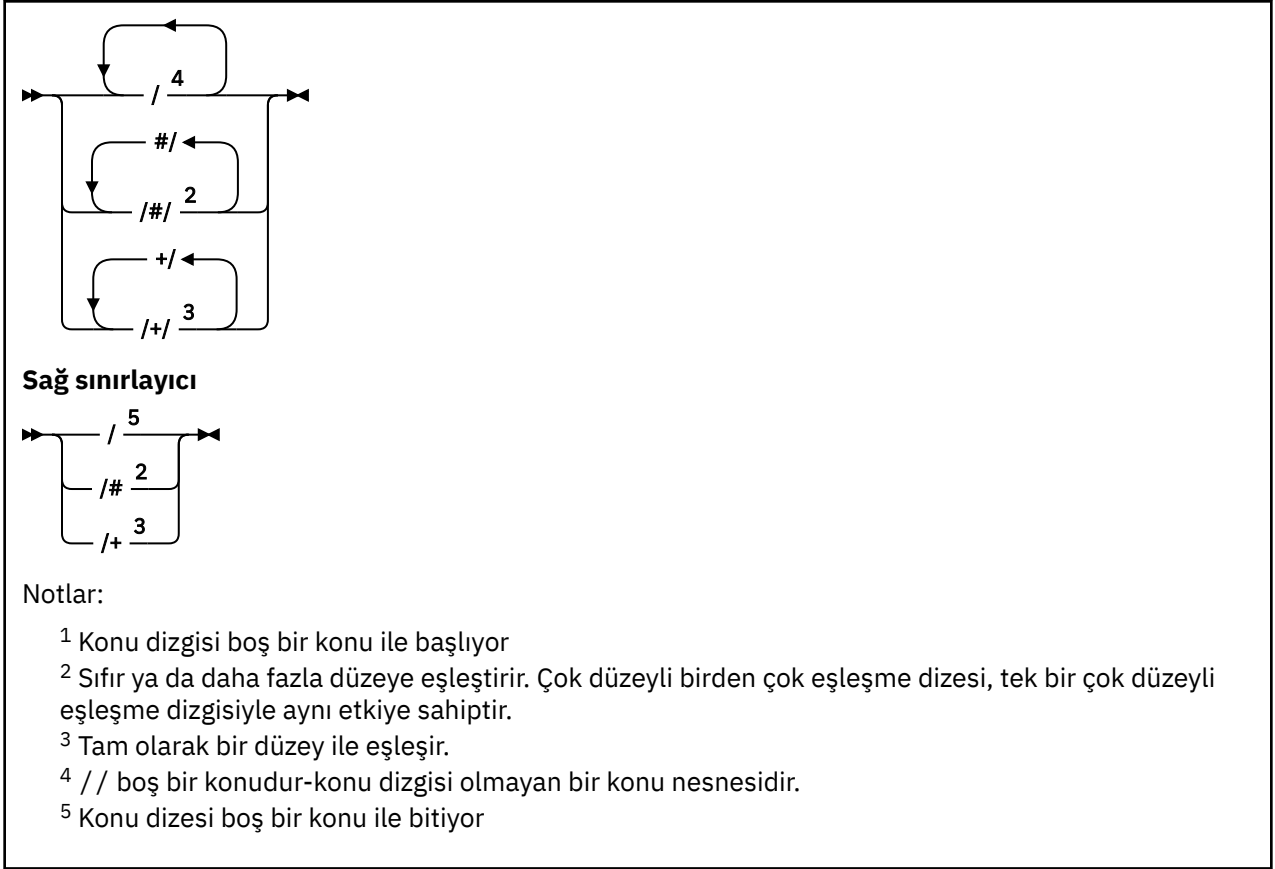 / 4
#/
/#/ 2
+/
/+/ 3
Sağ sınırlayıcı
/ 5
/# 2
/+ 3
Notlar:
1 Konu dizgisi boş bir konu ile başlıyor
2 Sıfır ya da daha fazla düzeye eşleştirir. Çok düzeyli birden çok eşleşme dizesi, tek bir çok düzeyli
eşleşme dizgisiyle aynı etkiye sahiptir.
3 Tam olarak bir düzey ile eşleşir.
4 // boş bir konudur-konu dizgisi olmayan bir konu nesnesidir.
5 Konu dizesi boş bir konu ile bitiyor